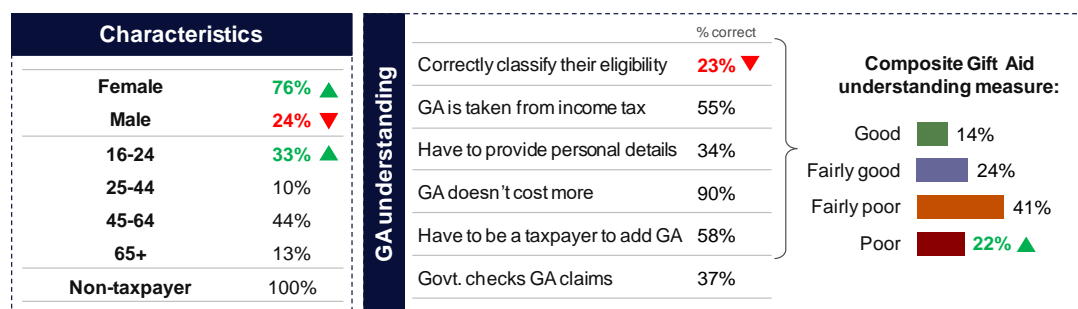 Characteristics
Female 76%
Male 24%
16-24 33%
25-44 10%
45-64 44%
65+ 13%
Non-taxpayer 100%
GA understanding
% correct
Correctly classify their eligibility 23%
GA is taken from income tax 55%
Have to provide personal details 34%
GA doesn't cost more 90%
Have to be a taxpayer to add GA 58%
Govt. checks GA claims 37%
Composite Gift Aid
understanding measure:
Good 14%
Fairly good 24%
Fairly poor 41%
Poor 22%